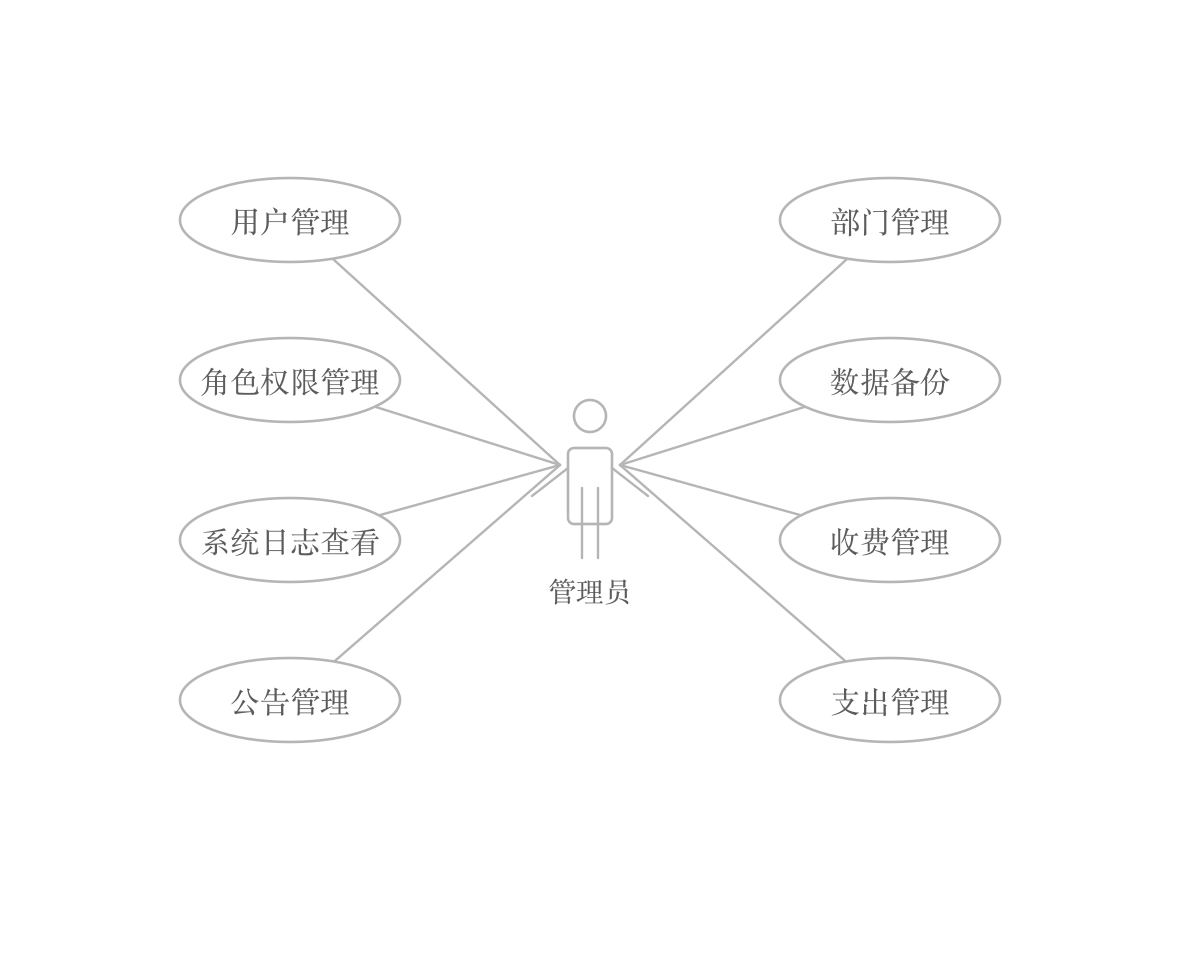 用户管理
部门管理
角色权限管理
数据备份
系统日志查看
收费管理
管理员
公告管理
支出管理